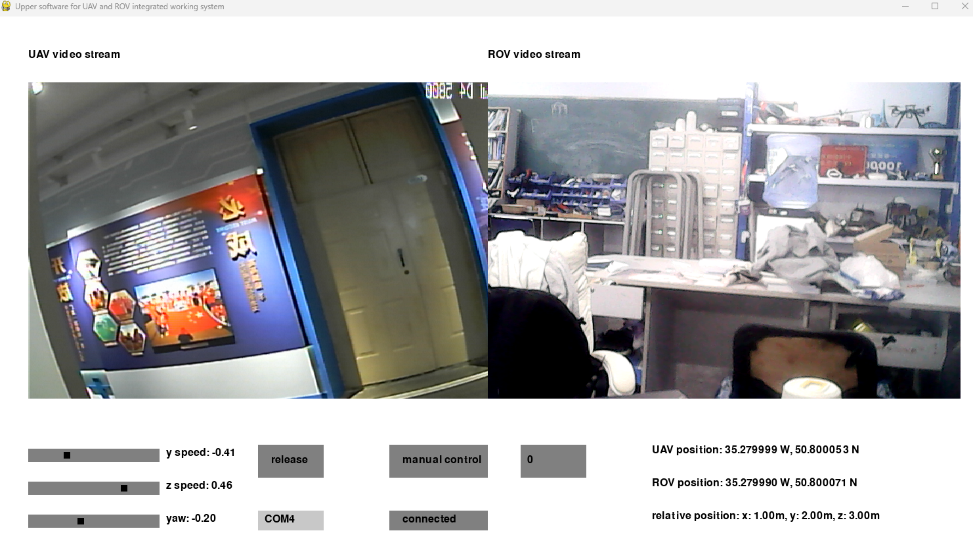 Upper software for UAV and ROV integrated working system
UAV video stream
ROV video stream
5800
D4
y speed: -0.41
release
manual control
0
UAV position: 35.279999 W, 50.800053 N
z speed: 0.46
ROV position: 35.279990 W, 50.800071 N
yaw: -0.20
COM4
connected
relative position: x: 1.00m, y: 2.00m, z: 3.00m